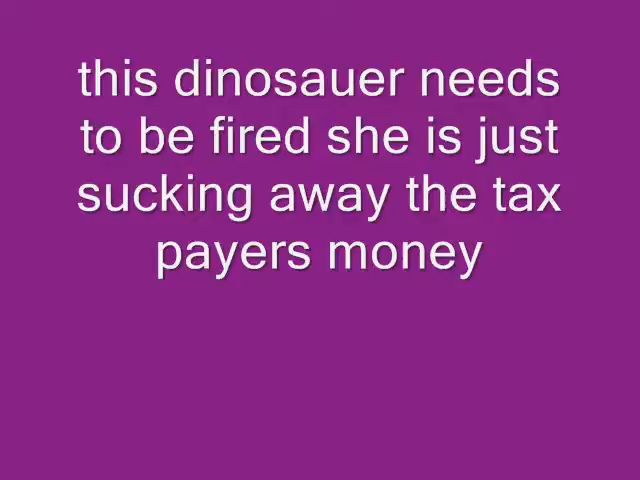 this dinosauer needs
to be fired she is just
sucking away the tax
payers money